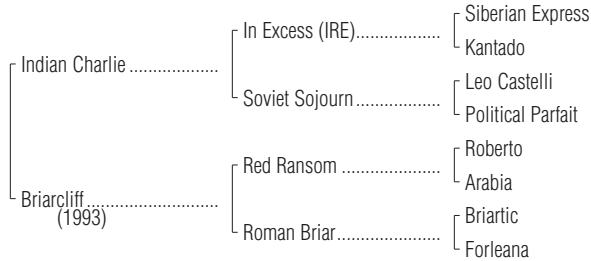 Siberian Express
In Excess (IRE)..................
Kantado
Indian Charlie ...................
Leo Castelli
Soviet Sojourn..................
Political Parfait
Roberto
Red Ransom .....................
Arabia
Briarcliff............................
(1993)
Briartic
Roman Briar......................
Forleana